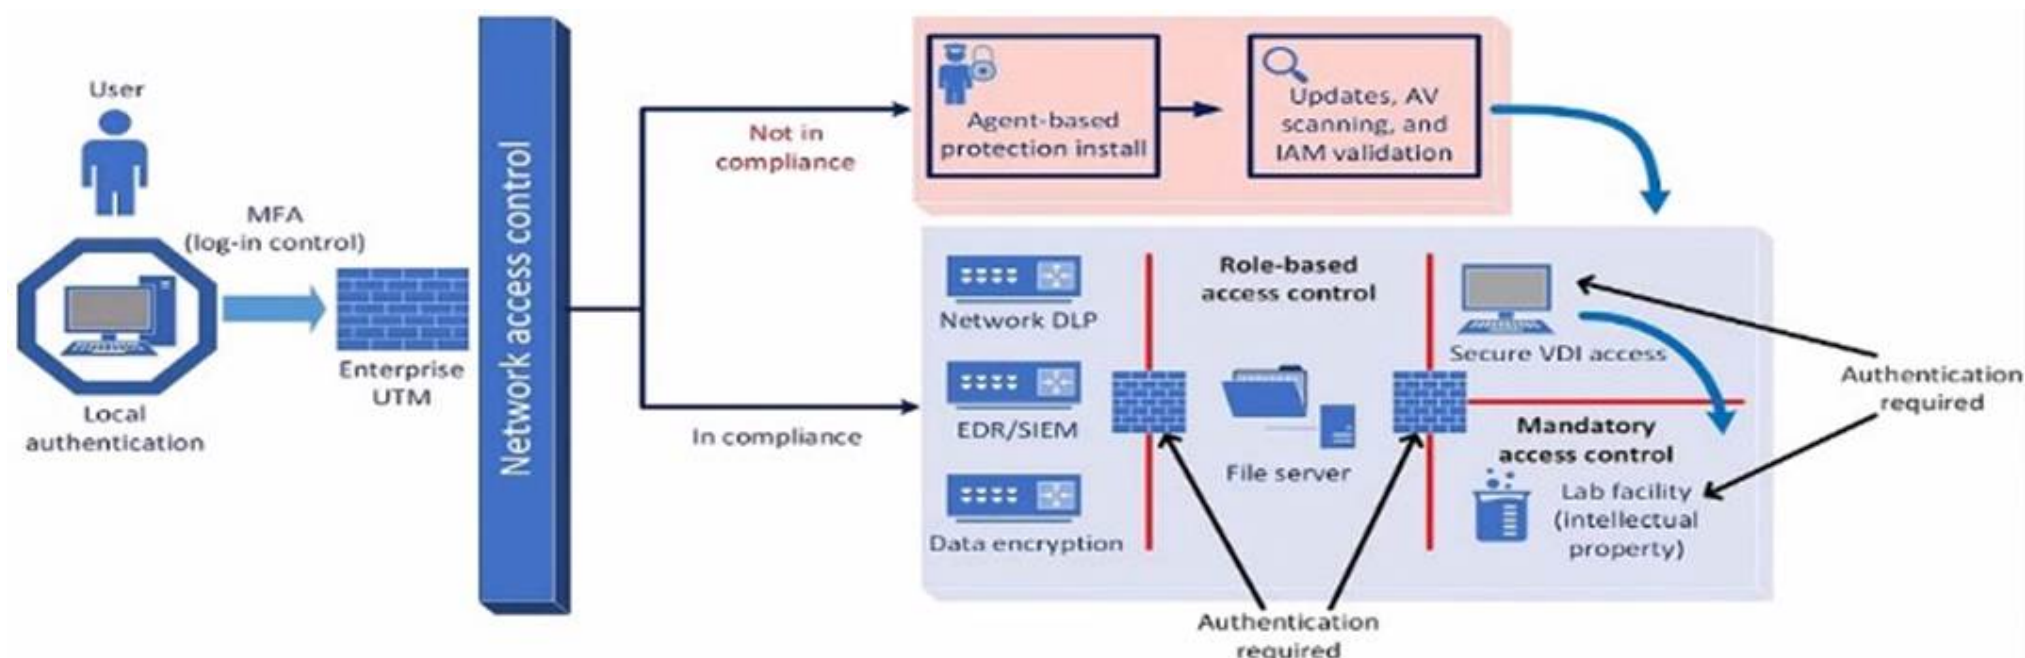 User
MFA
(log-in control)
Enterprise
UTM
Local
authentication
Network access control
Not in
compliance
In compliance
Agent-based
protection install
Updates, AV
scanning, and
IAM validation
Network DLP
EDR/SIEM
Data encryption
Role-based
access control
File server
Secure VDI access
Mandatory
access control
Lab facility
(intellectual
property)
Authentication
required
Authentication
required